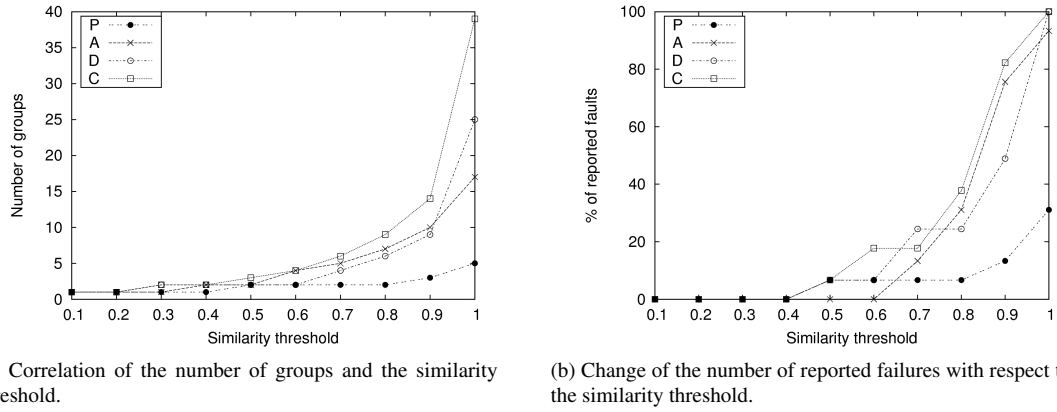 40
35
30
25
20
15
10
5
0
Number of groups
P
A
D
C
0.1 0.2 0.3 0.4 0.5 0.6 0.7 0.8 0.9 1
Similarity threshold
100
80
60
40
20
0
% of reported faults
P
A
D
C
0.1 0.2 0.3 0.4 0.5 0.6 0.7 0.8 0.9 1
Similarity threshold
Correlation of the number of groups and the similarity
eshold.
(b) Change of the number of reported failures with respect
the similarity threshold.